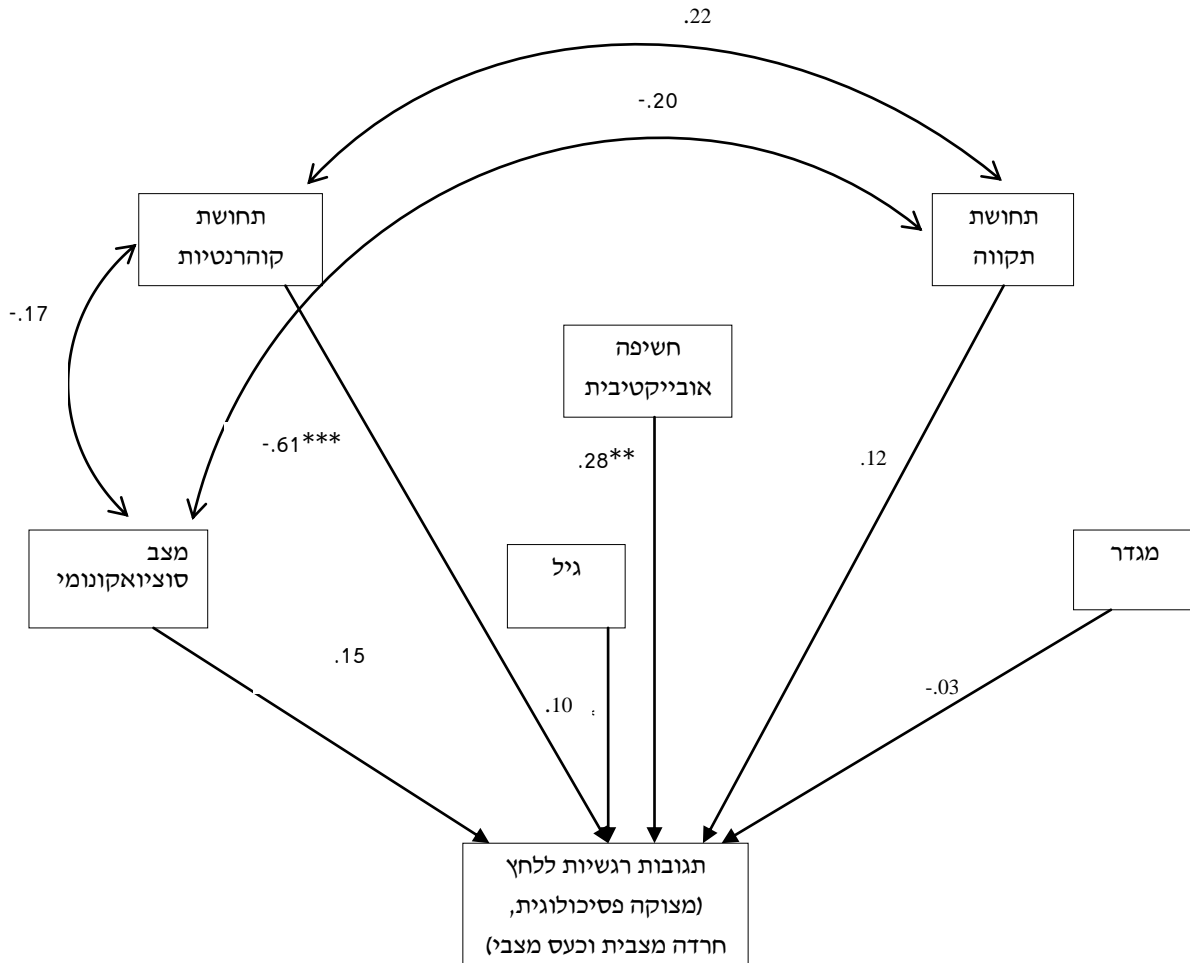 .22
-.20
תחושת
קוהרנטיות
תחושת
תקווה
-.17
חשיפה
אובייקטיבית
-.61***
.28**
.12
מצב
סוציואקונומי
גיל
מגדר
.15
.10
-.03
תגובות רגשיות ללחץ
(מצוקה פסיכולוגית,
חרדה מצבית וכעס מצבי)